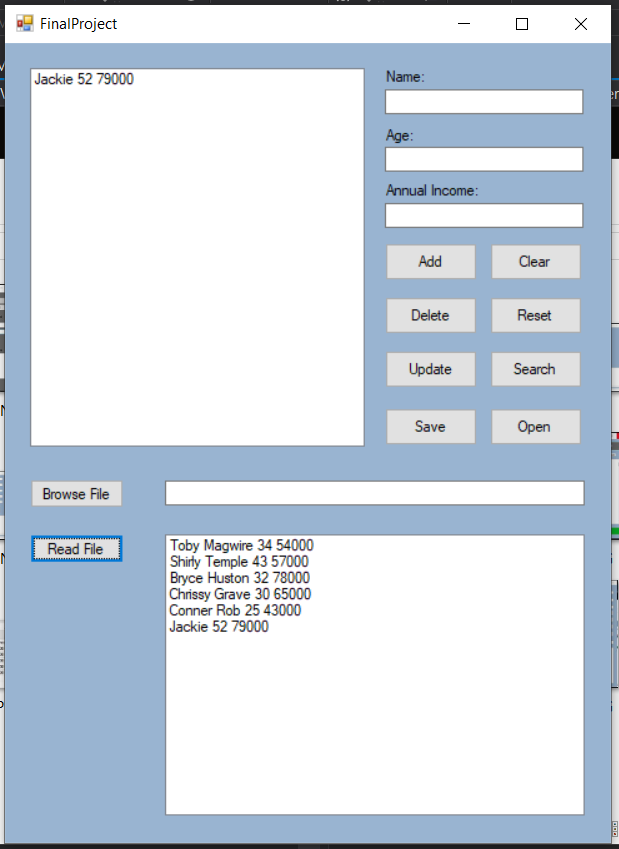 FinalProject
Jackie 52 79000
Name:
Age:
Annual Income:
Add Clear
Delete Reset
Update Search
Save Open
Browse File
Read File
Toby Magwire 34 54000
Shirly Temple 43 57000
Bryce Huston 32 78000
Chrissy Grave 30 65000
Conner Rob 25 43000
Jackie 52 79000